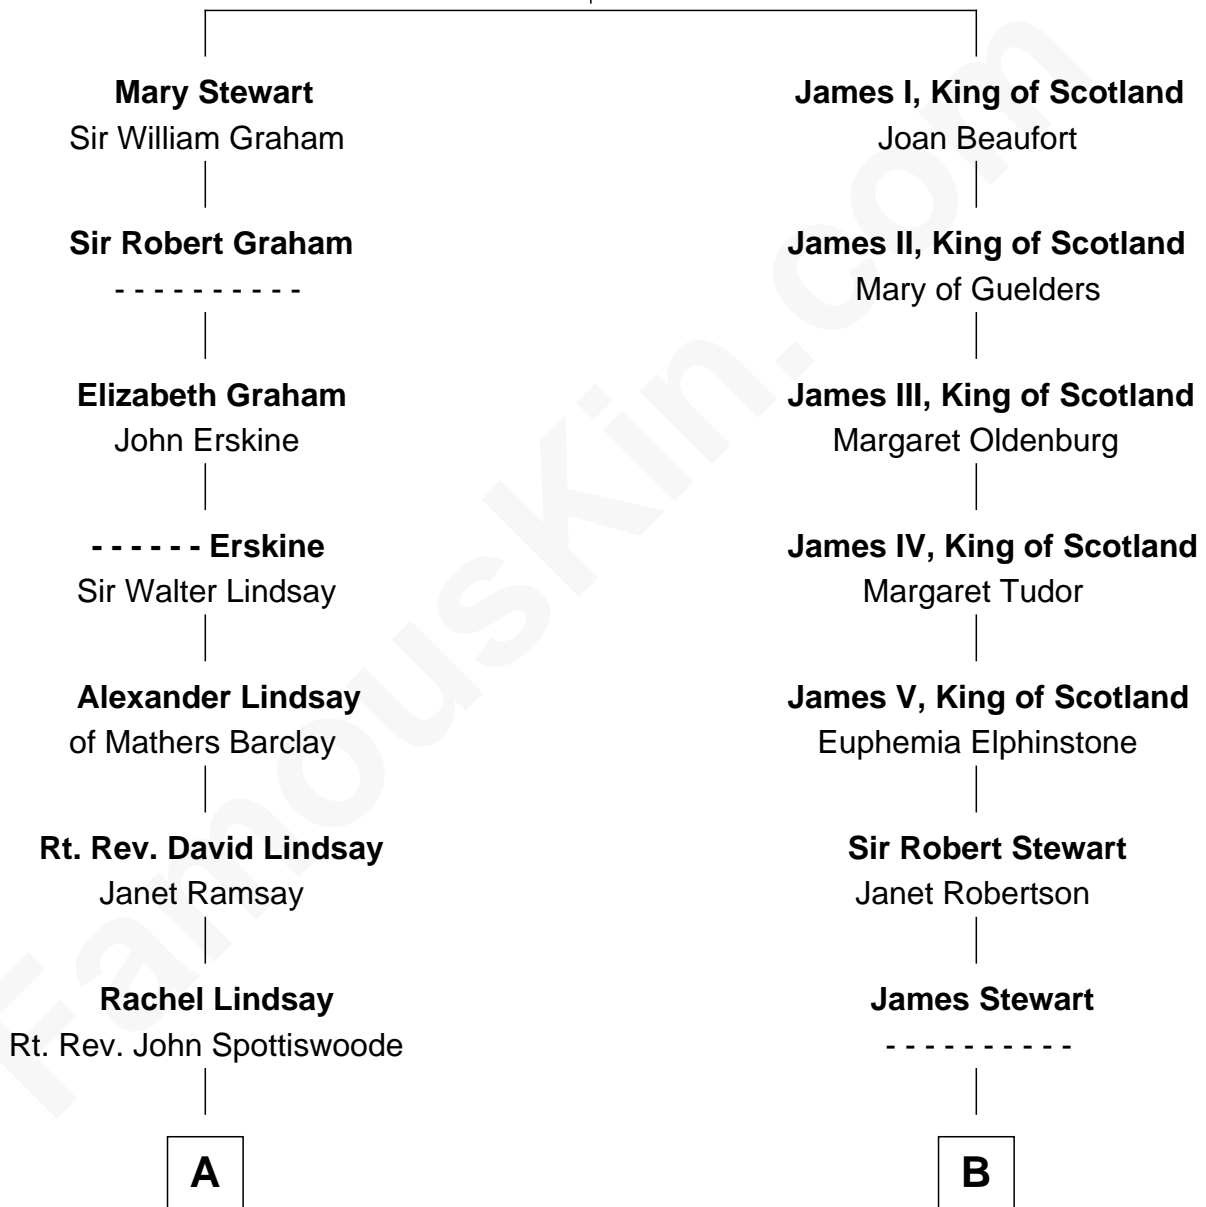 Mary Stewart
Sir William Graham
Sir Robert Graham
- - - - - - - - - -
Elizabeth Graham
John Erskine
- - - - - - Erskine
Sir Walter Lindsay
Alexander Lindsay
of Mathers Barclay
Rt. Rev. David Lindsay
Janet Ramsay
Rachel Lindsay
Rt. Rev. John Spottiswoode
A
James I, King of Scotland
Joan Beaufort
James II, King of Scotland
Mary of Guelders
James III, King of Scotland
Margaret Oldenburg
James IV, King of Scotland
Margaret Tudor
James V, King of Scotland
Euphemia Elphinstone
Sir Robert Stewart
Janet Robertson
James Stewart
- - - - - - - - - -
B
FamousKin.com